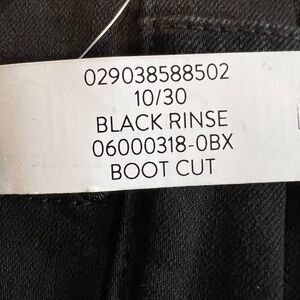 029038588502
10/30
BLACK RINSE
06000318-0BX
BOOT CUT